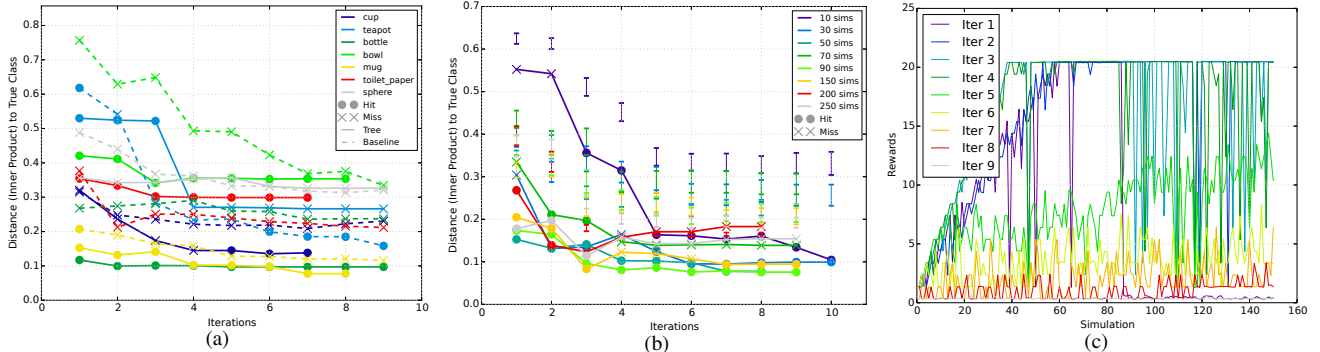 0.8
0.7
0.6
0.5
0.4
0.3
0.2
0.1
0.0
Distance (Inner Product) to True Class
0 2 4 6 8 10
Iterations
cup
teapot
bottle
bowl
mug
toilet_paper
sphere
Hit
Miss
Tree
Baseline
(a)
0.7
0.6
0.5
0.4
0.3
0.2
0.1
0.0
Distance (Inner Product) to True Class
0 2 4 6 8 10
Iterations
10 sims
30 sims
50 sims
70 sims
90 sims
150 sims
200 sims
250 sims
Hit
Miss
(b)
25
20
15
10
5
0
Rewards
0 20 40 60 80 100 120 140 160
Simulation
Iter 1
Iter 2
Iter 3
Iter 4
Iter 5
Iter 6
Iter 7
Iter 8
Iter 9
(c)